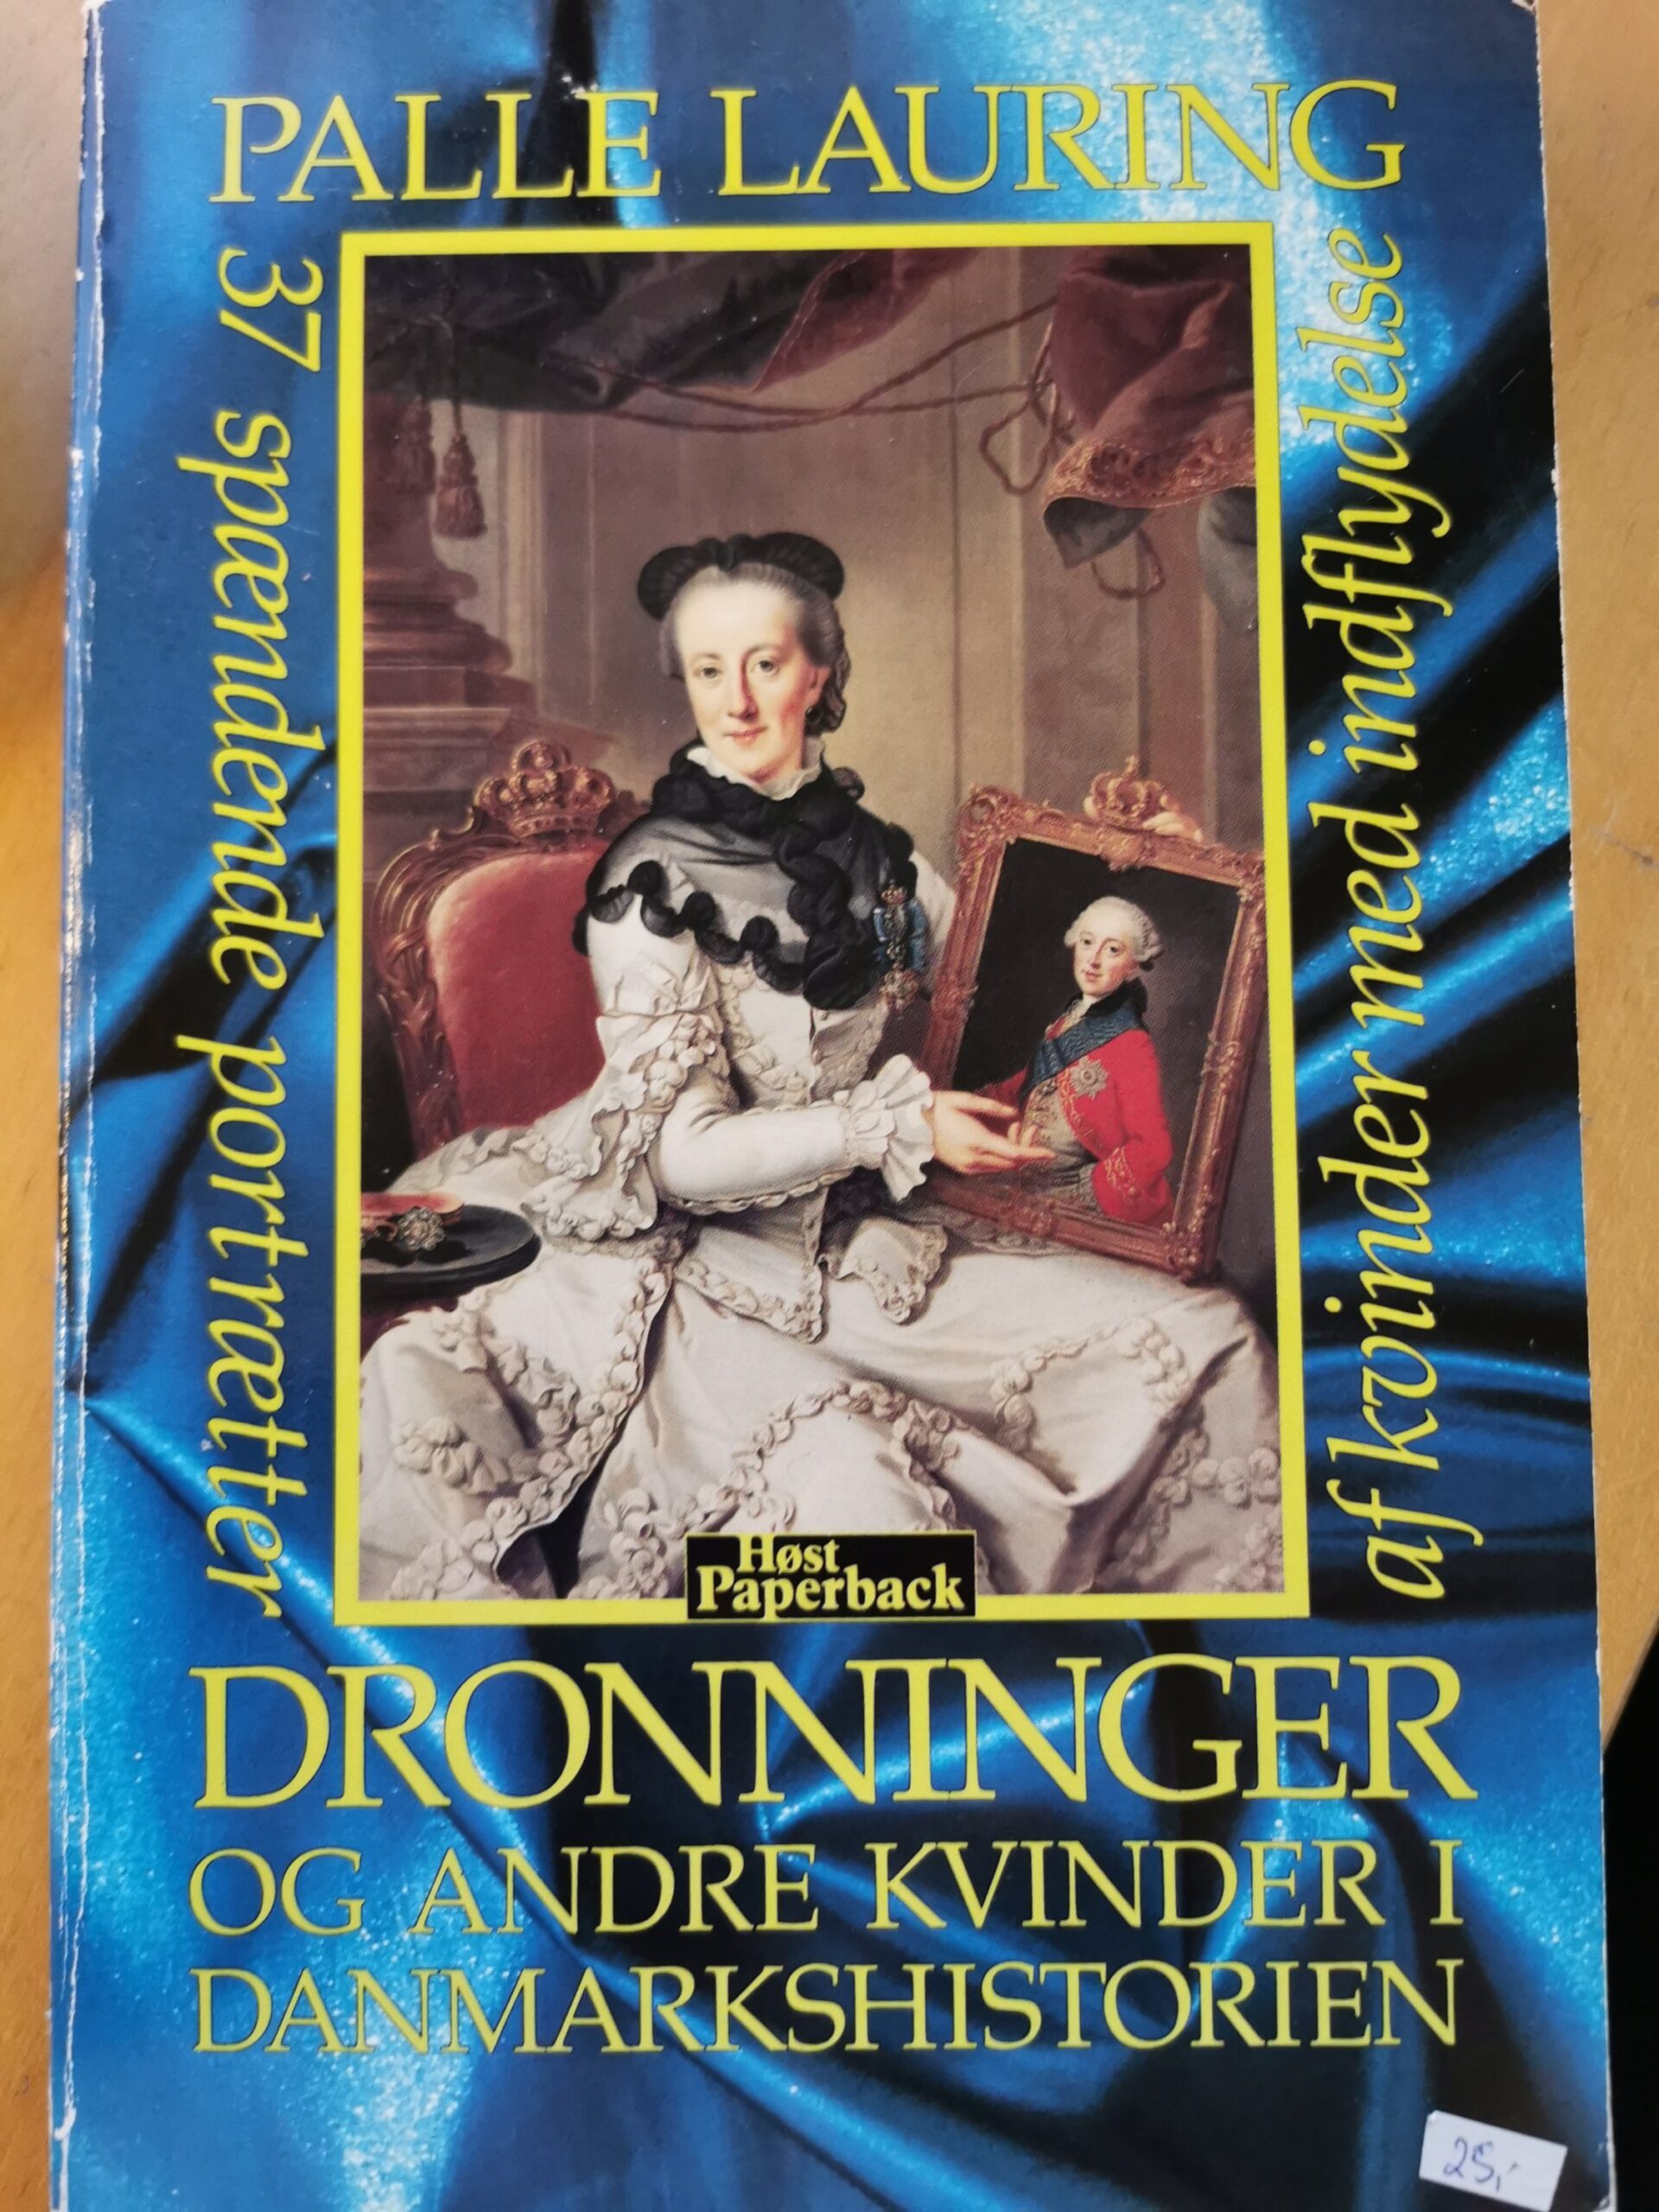 PALLE LAURING
37 spændende portrætter
af kvinder med indflydelse
Høst
Paperback
DRONNINGER
OG ANDRE KVINDER I
DANMARKSHISTORIEN
25,-